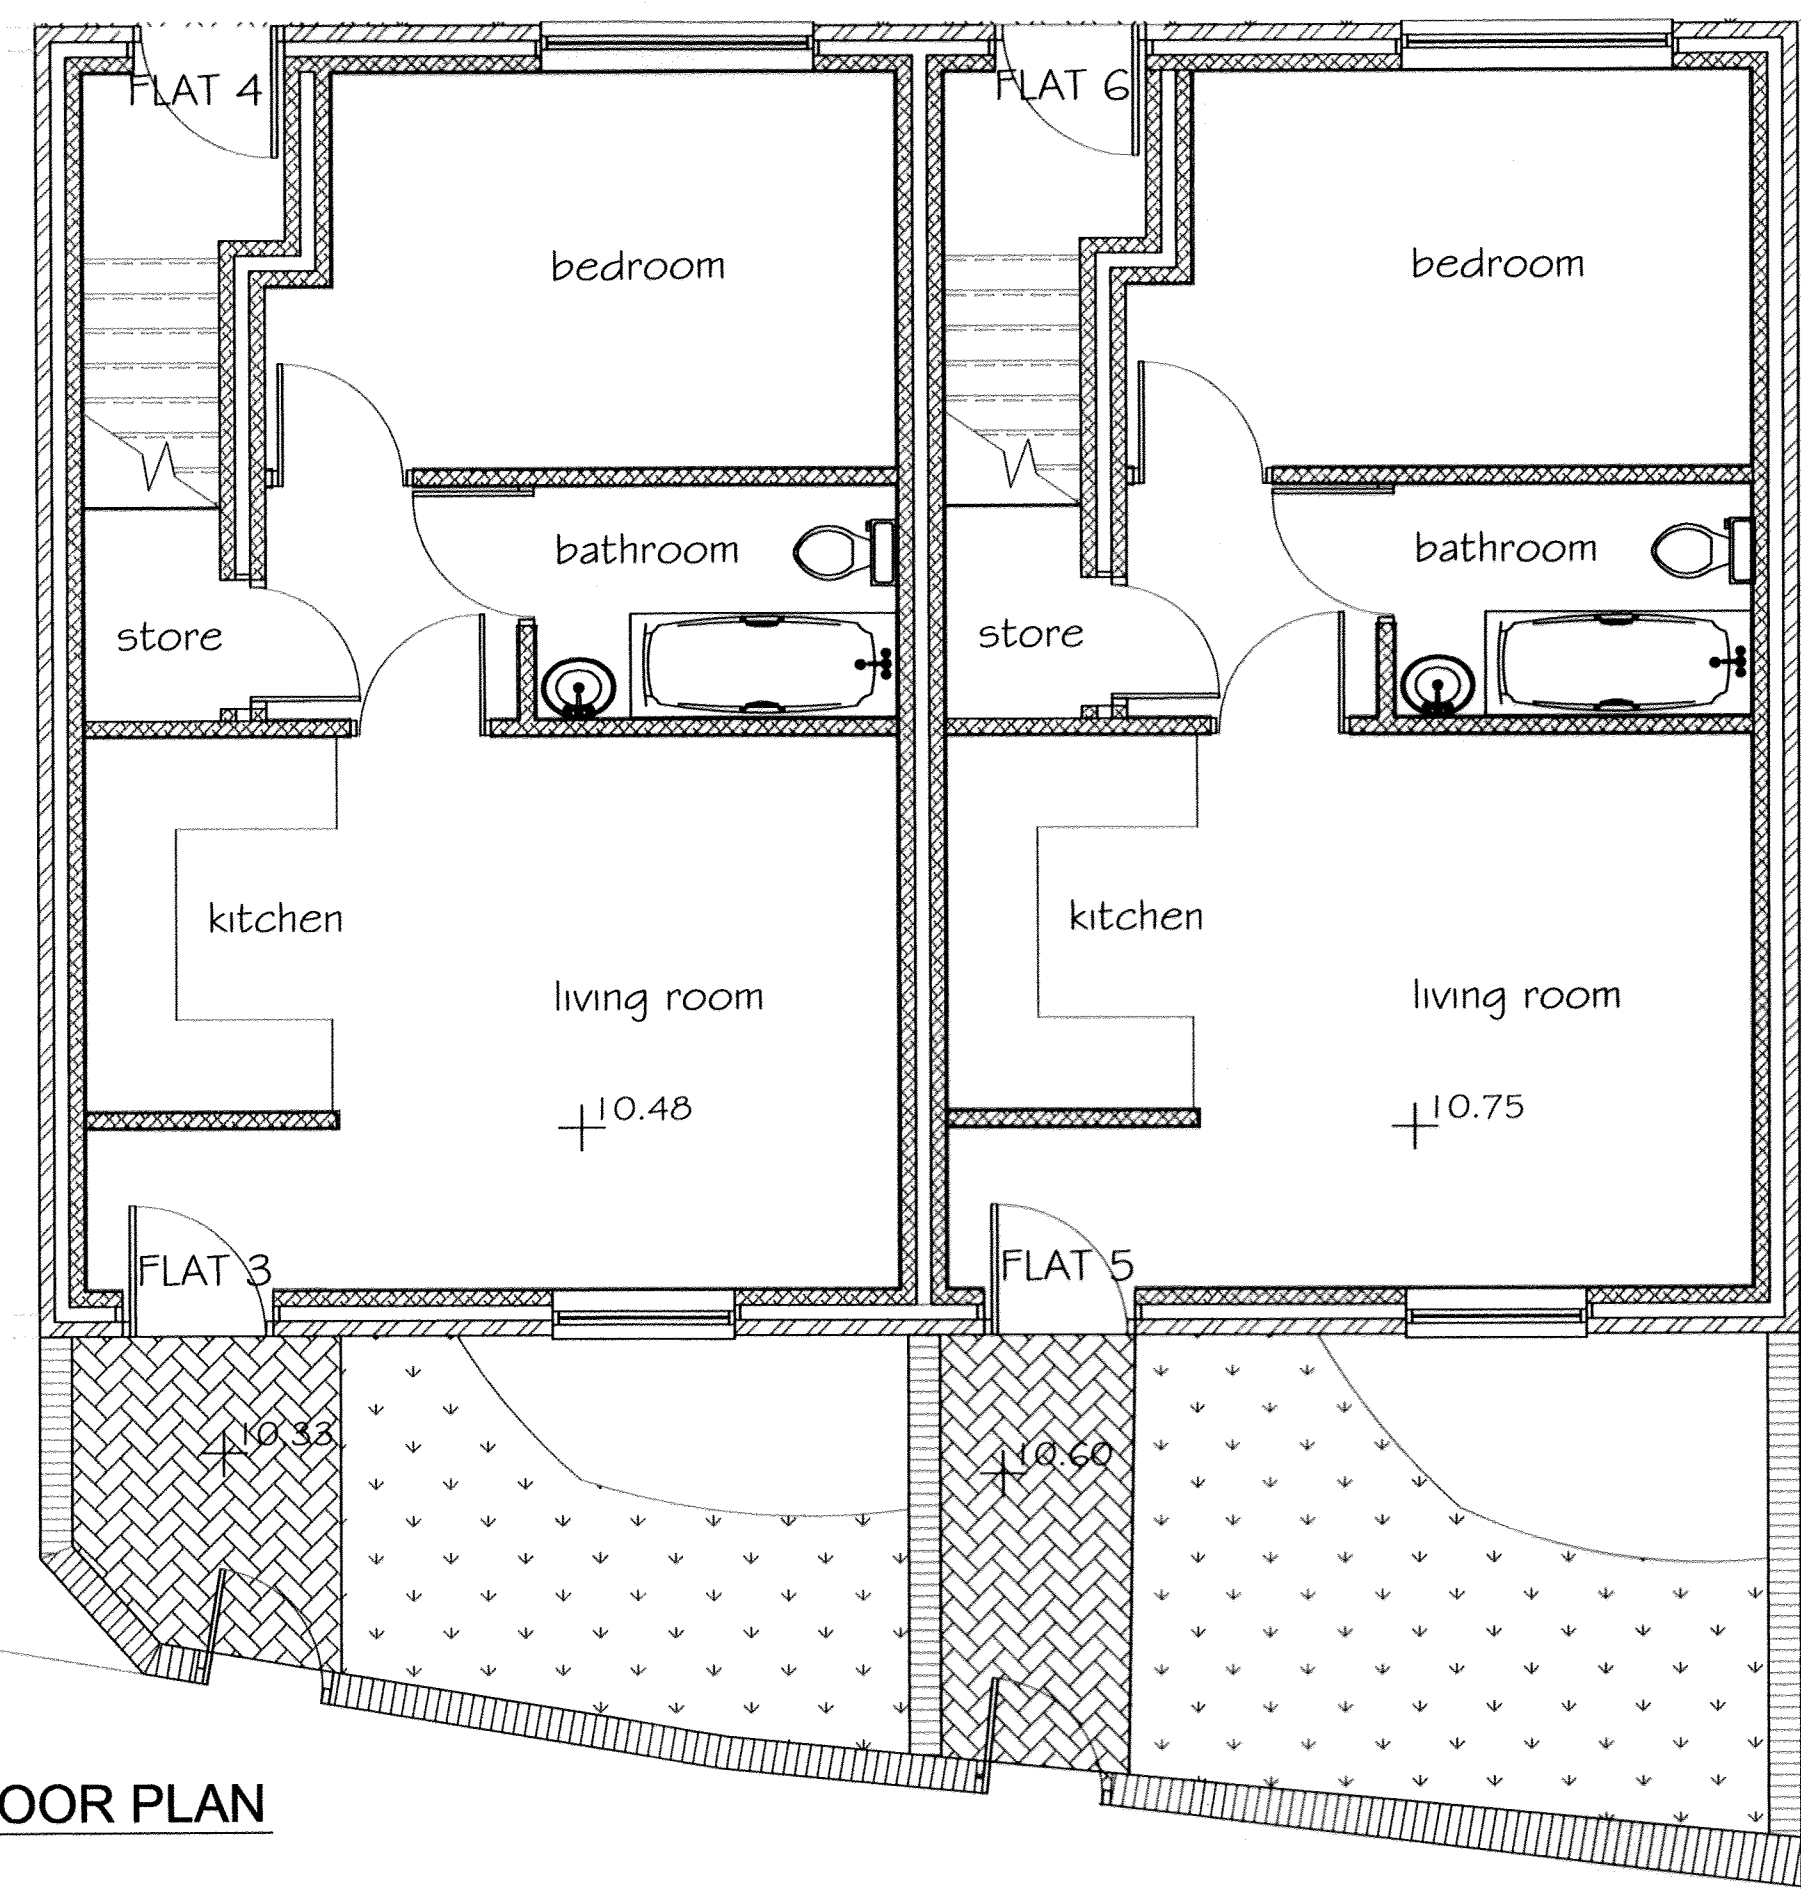 FLAT 4
FLAT 6
bedroom
bedroom
bathroom
bathroom
store
store
kitchen
kitchen
living room
living room
10.48
10.75
FLAT 3
FLAT 5
10.33
10.60
OOR PLAN